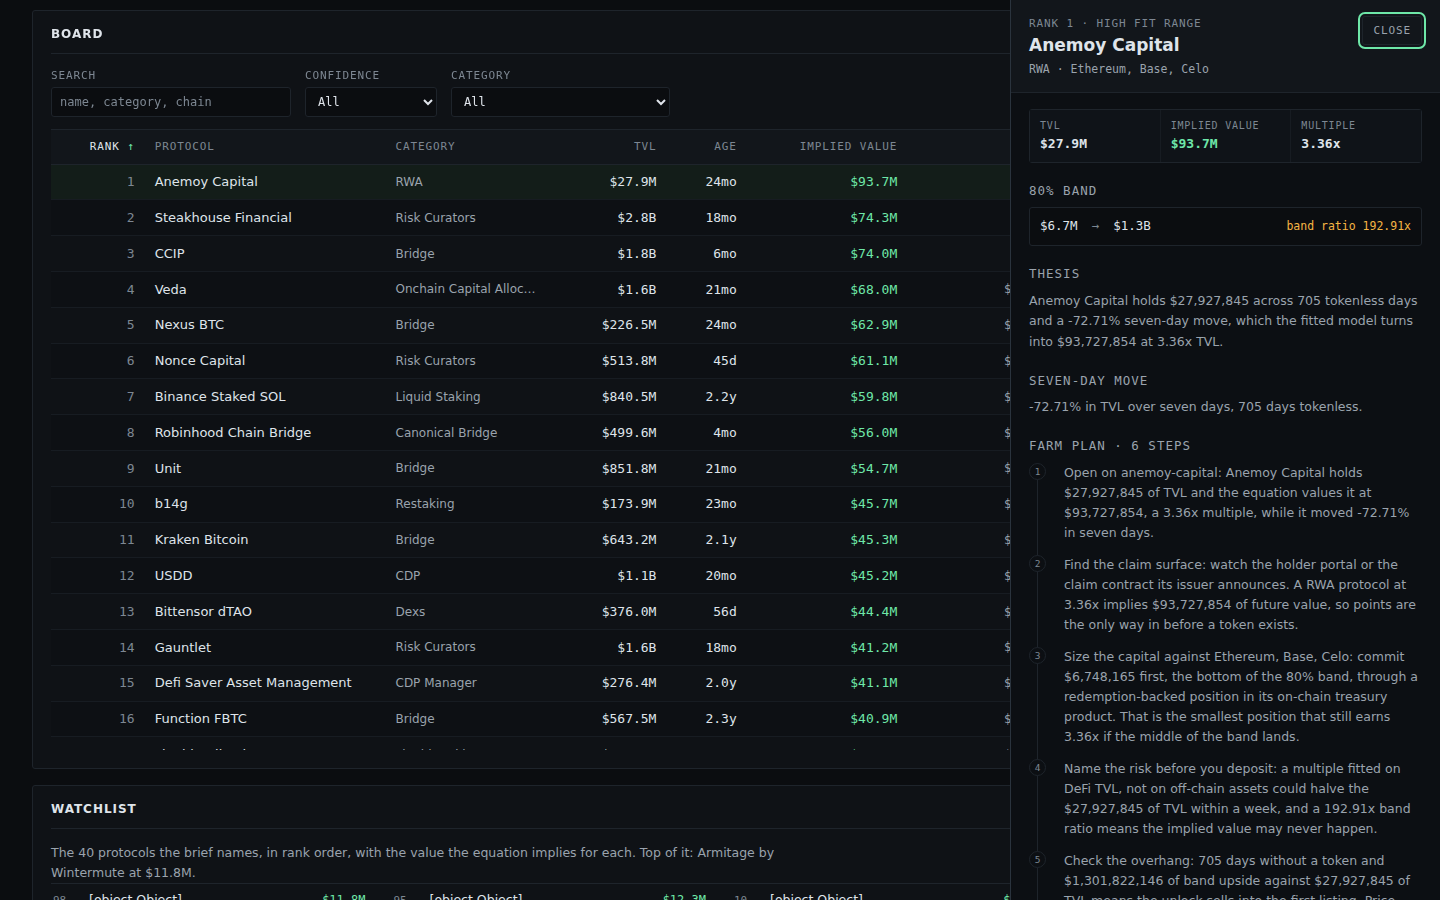 BOARD
SEARCH CONFIDENCE CATEGORY
name, category, chain All All
RANK ↑ PROTOCOL CATEGORY TVL AGE IMPLIED VALUE
1 Anemoy Capital RWA $27.9M 24mo $93.7M
2 Steakhouse Financial Risk Curators $2.8B 18mo $74.3M
3 CCIP Bridge $1.8B 6mo $74.0M
4 Veda Onchain Capital Alloc... $1.6B 21mo $68.0M $
5 Nexus BTC Bridge $226.5M 24mo $62.9M $
6 Nonce Capital Risk Curators $513.8M 45d $61.1M $
7 Binance Staked SOL Liquid Staking $840.5M 2.2y $59.8M $
8 Robinhood Chain Bridge Canonical Bridge $499.6M 4mo $56.0M $
9 Unit Bridge $851.8M 21mo $54.7M $
10 b14g Restaking $173.9M 23mo $45.7M $
11 Kraken Bitcoin Bridge $643.2M 2.1y $45.3M $
12 USDD CDP $1.1B 20mo $45.2M $
13 Bittensor dTAO Dexs $376.0M 56d $44.4M $
14 Gauntlet Risk Curators $1.6B 18mo $41.2M $
15 Defi Saver Asset Management CDP Manager $276.4M 2.0y $41.1M $
16 Function FBTC Bridge $567.5M 2.3y $40.9M $
WATCHLIST
The 40 protocols the brief names, in rank order, with the value the equation implies for each. Top of it: Armitage by
Wintermute at $11.8M.
98 [object Object] $11.8M 95 [object Object] $12.3M 10 [object Object] $
RANK 1 · HIGH FIT RANGE
CLOSE
Anemoy Capital
RWA · Ethereum, Base, Celo
TVL IMPLIED VALUE MULTIPLE
$27.9M $93.7M 3.36x
80% BAND
$6.7M → $1.3B band ratio 192.91x
THESIS
Anemoy Capital holds $27,927,845 across 705 tokenless days
and a -72.71% seven-day move, which the fitted model turns
into $93,727,854 at 3.36x TVL.
SEVEN-DAY MOVE
-72.71% in TVL over seven days, 705 days tokenless.
FARM PLAN · 6 STEPS
1 Open on anemoy-capital: Anemoy Capital holds
$27,927,845 of TVL and the equation values it at
$93,727,854, a 3.36x multiple, while it moved -72.71%
in seven days.
2 Find the claim surface: watch the holder portal or the
claim contract its issuer announces. A RWA protocol at
3.36x implies $93,727,854 of future value, so points are
the only way in before a token exists.
3 Size the capital against Ethereum, Base, Celo: commit
$6,748,165 first, the bottom of the 80% band, through a
redemption-backed position in its on-chain treasury
product. That is the smallest position that still earns
3.36x if the middle of the band lands.
4 Name the risk before you deposit: a multiple fitted on
DeFi TVL, not on off-chain assets could halve the
$27,927,845 of TVL within a week, and a 192.91x band
ratio means the implied value may never happen.
5 Check the overhang: 705 days without a token and
$1,301,822,146 of band upside against $27,927,845 of
TVL means the unlock sells into the first listing. Price